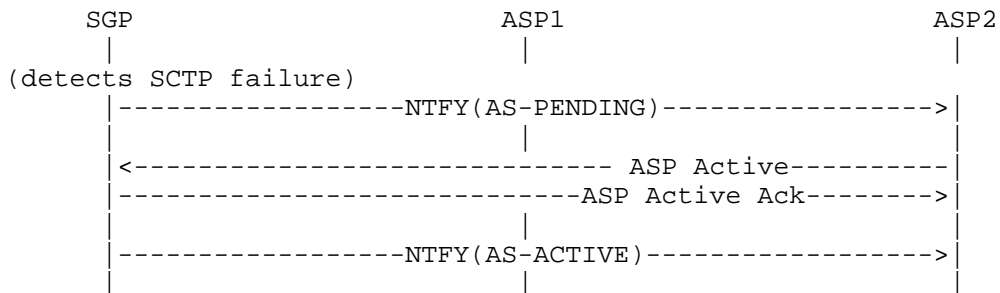 SGP ASP1 ASP2
(detects SCTP failure)
|------------------NTFY(AS-PENDING)----------------->|
|<------------------------------ ASP Active----------|
|-----------------------------ASP Active Ack-------->|
|------------------NTFY(AS-ACTIVE)------------------>|